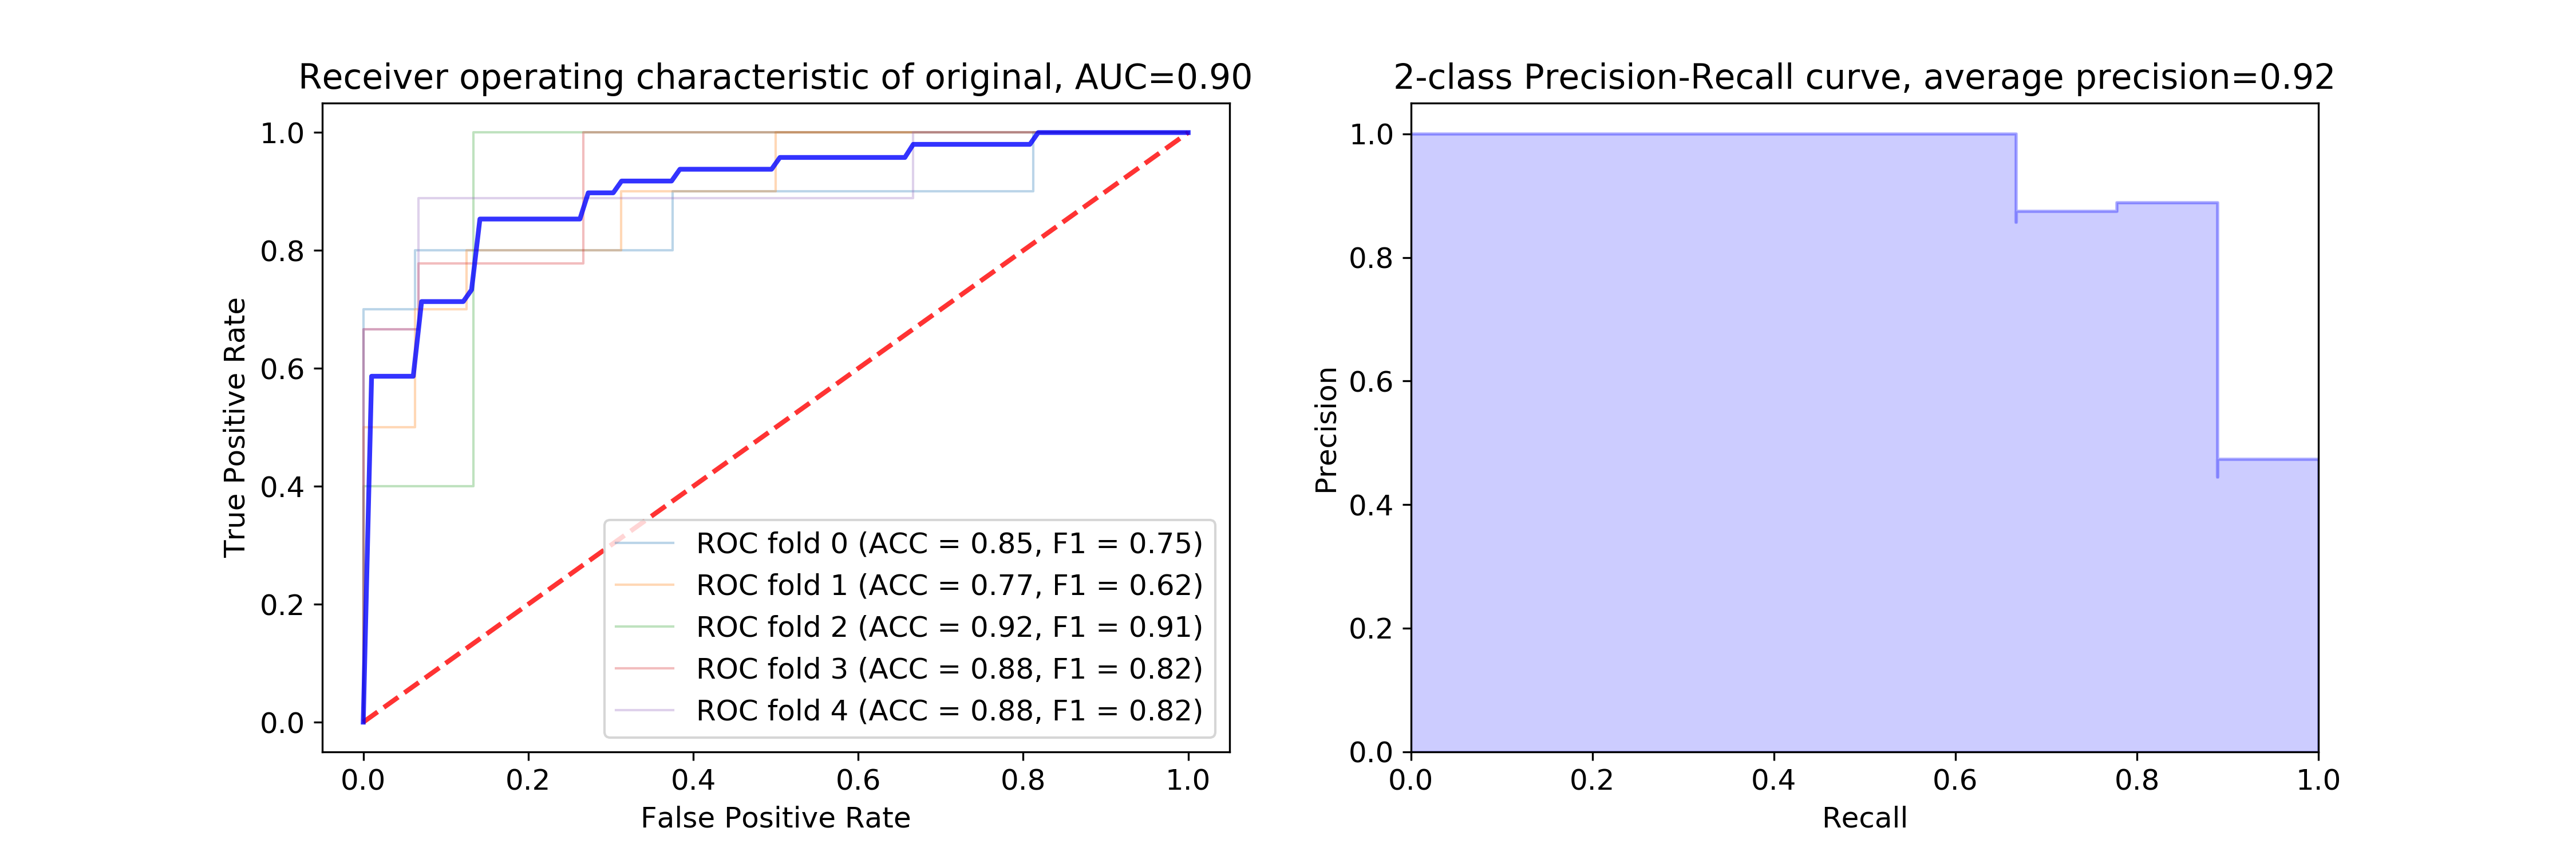 Receiver operating characteristic of original, AUC=0.90
True Positive Rate
1.0
0.8
0.6
0.4
0.2
0.0
ROC fold 0 (ACC = 0.85, F1 = 0.75)
ROC fold 1 (ACC = 0.77, F1 = 0.62)
ROC fold 2 (ACC = 0.92, F1 = 0.91)
ROC fold 3 (ACC = 0.88, F1 = 0.82)
ROC fold 4 (ACC = 0.88, F1 = 0.82)
0.0 0.2 0.4 0.6 0.8 1.0
False Positive Rate
2-class Precision-Recall curve, average precision=0.92
Precision
1.0
0.8
0.6
0.4
0.2
0.0
0.0 0.2 0.4 0.6 0.8 1.0
Recall